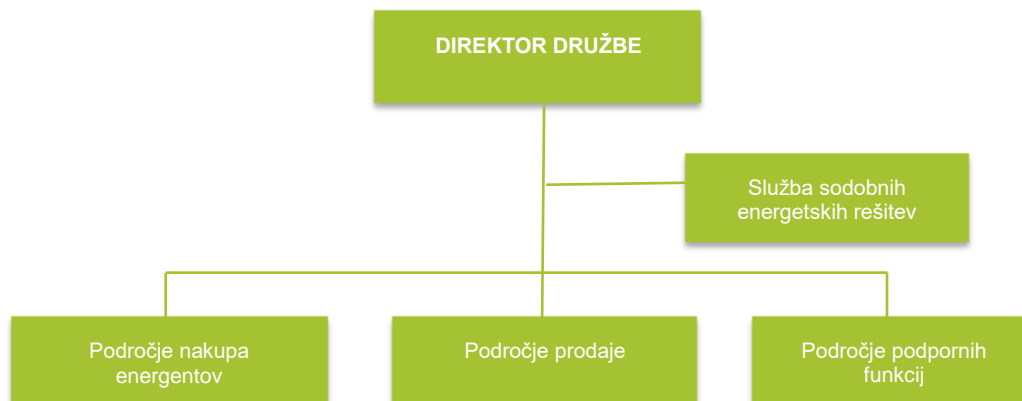 DIREKTOR DRUŽBE
Služba sodobnih
energetskih rešitev
Področje nakupa
energentov
Področje prodaje
Področje podpornih
funkcij